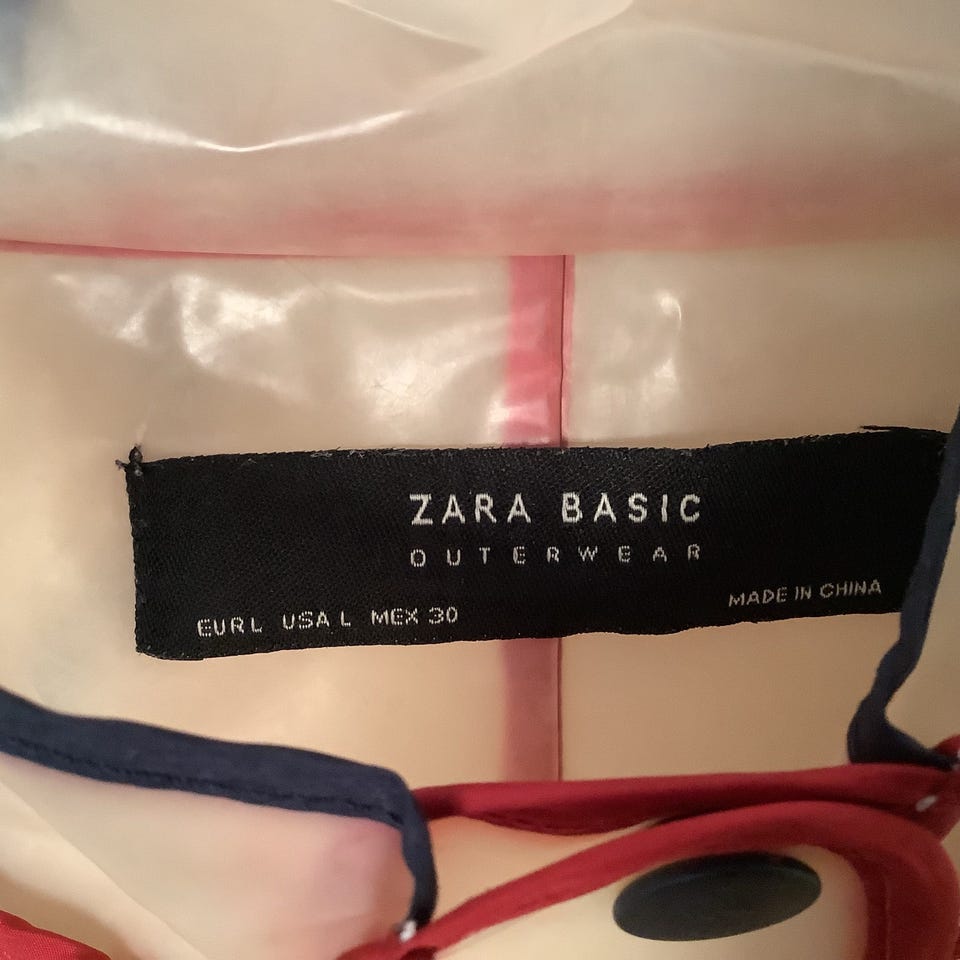 ZARA BASIC
OUTERWEAR
EUR L USA L MEX 30
MADE IN CHINA